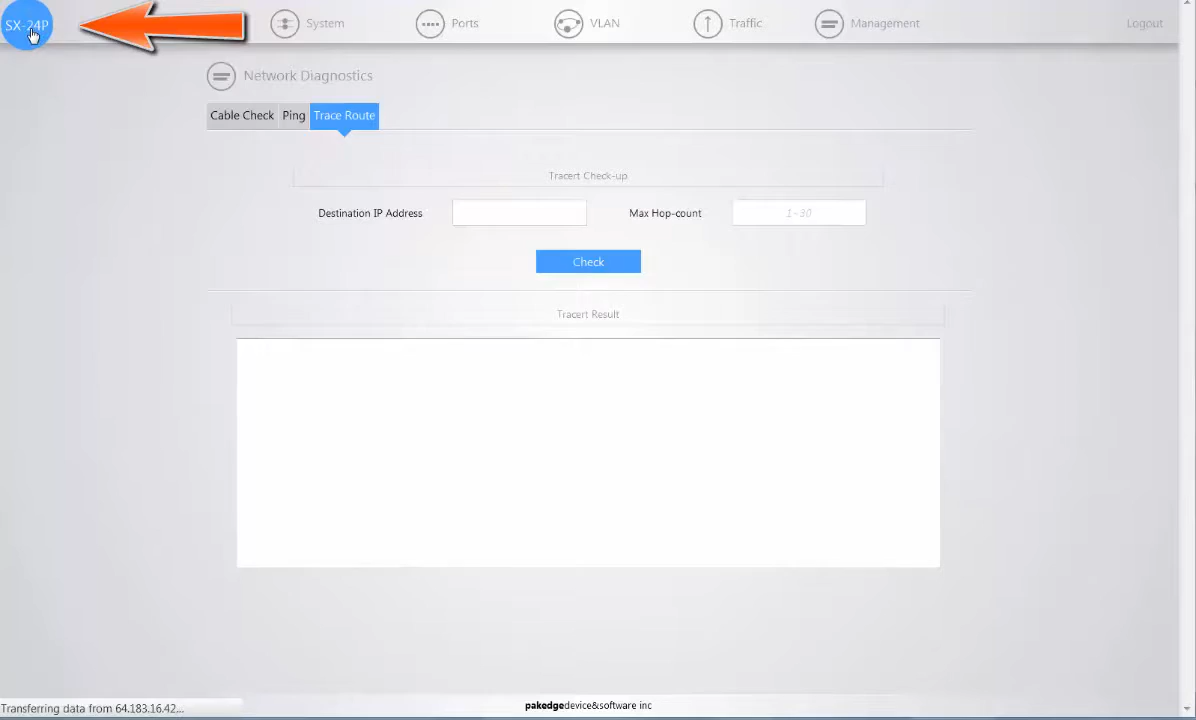 SX-24P System Ports VLAN Traffic Management Logout
Network Diagnostics
Cable Check Ping Trace Route
Tracert Check-up
Destination IP Address Max Hop-count 1-30
Check
Tracert Result
Transferring data from 64.183.16.42...
pakedgedevice&software inc